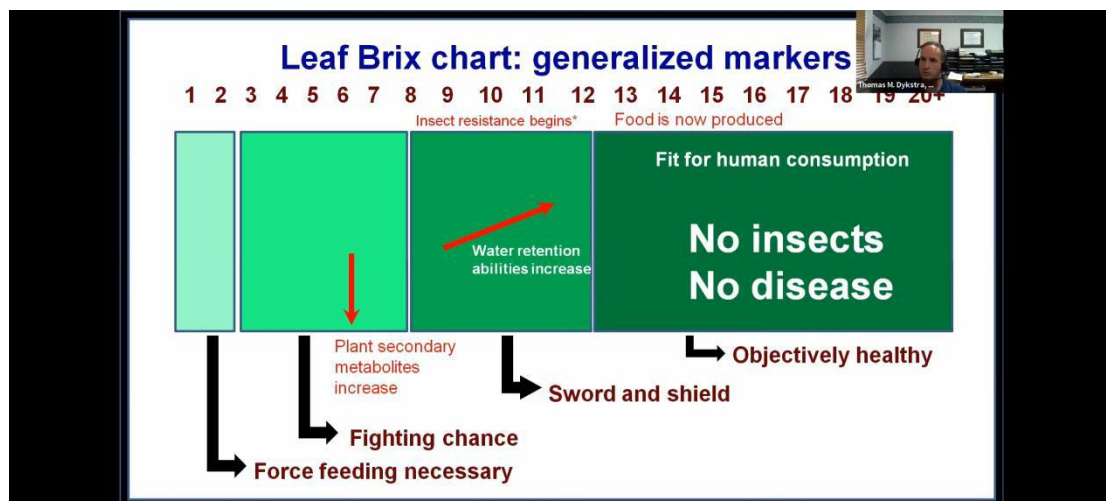 Leaf Brix chart: generalized markers
Thomas M. Dykstra, ...
1 2 3 4 5 6 7 8 9 10 11 12 13 14 15 16 17 18 19 20+
Insect resistance begins*
Food is now produced
Fit for human consumption
No insects
No disease
Water retention
abilities increase
Plant secondary
metabolites
increase
Objectively healthy
Sword and shield
Fighting chance
Force feeding necessary